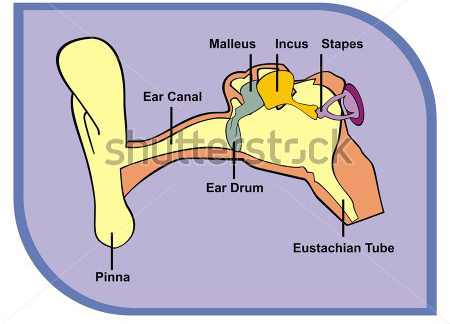 Malleus Incus Stapes
Ear Canal
shutterstock
Ear Drum
Eustachian Tube
Pinna